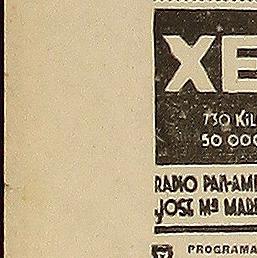 XE
730 KIL
50 000
RADIO PAN-AMI
JOSE Mª MAR
PROGRAMA